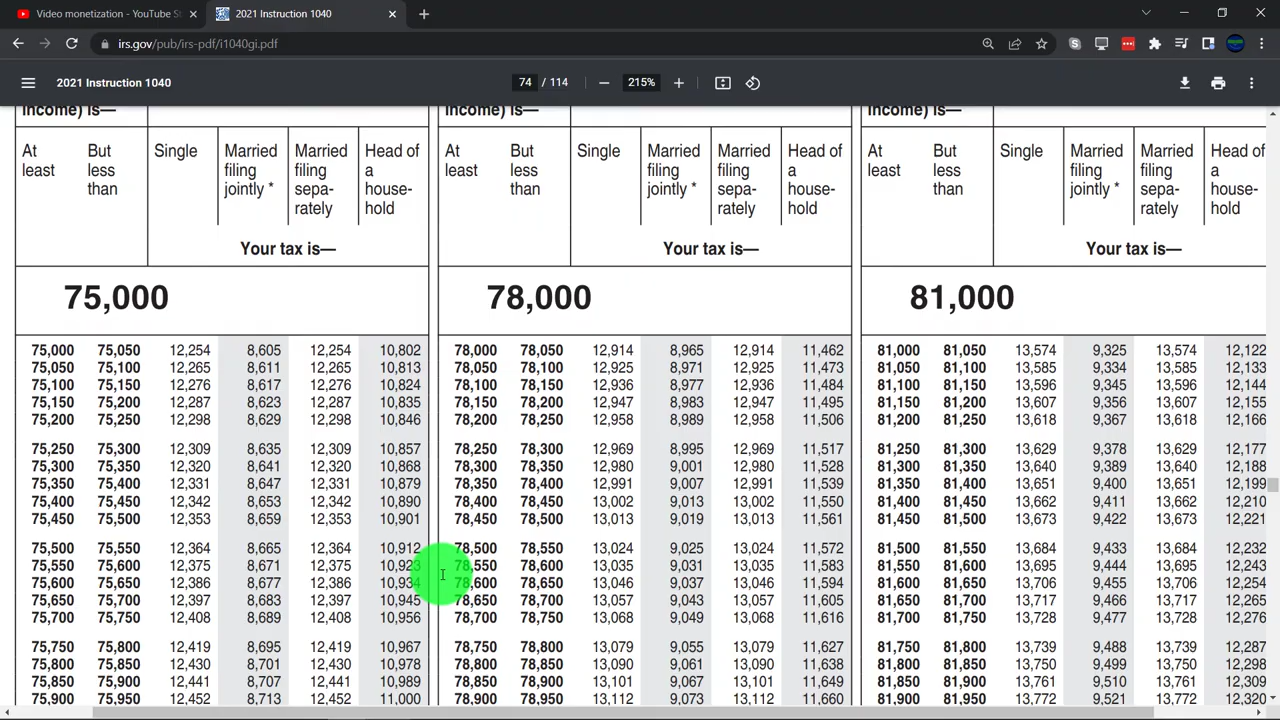 Video monetization - YouTube St
2021 Instruction 1040
irs.gov/pub/irs-pdf/i1040gi.pdf
2021 Instruction 1040
74 / 114
215%
income) is— income) is— income) is—
At least But less than Single Married filing jointly * Married filing sepa- rately Head of a house- hold At least But less than Single Married filing jointly * Married filing sepa- rately Head of a house- hold At least But less than Single Married filing jointly * Married filing sepa- rately Head of a house- hold
Your tax is— Your tax is— Your tax is—
75,000 78,000 81,000
75,000 75,050 12,254 8,605 12,254 10,802 78,000 78,050 12,914 8,965 12,914 11,462 81,000 81,050 13,574 9,325 13,574 12,122
75,050 75,100 12,265 8,611 12,265 10,813 78,050 78,100 12,925 8,971 12,925 11,473 81,050 81,100 13,585 9,334 13,585 12,133
75,100 75,150 12,276 8,617 12,276 10,824 78,100 78,150 12,936 8,977 12,936 11,484 81,100 81,150 13,596 9,345 13,596 12,144
75,150 75,200 12,287 8,623 12,287 10,835 78,150 78,200 12,947 8,983 12,947 11,495 81,150 81,200 13,607 9,356 13,607 12,155
75,200 75,250 12,298 8,629 12,298 10,846 78,200 78,250 12,958 8,989 12,958 11,506 81,200 81,250 13,618 9,367 13,618 12,166
75,250 75,300 12,309 8,635 12,309 10,857 78,250 78,300 12,969 8,995 12,969 11,517 81,250 81,300 13,629 9,378 13,629 12,177
75,300 75,350 12,320 8,641 12,320 10,868 78,300 78,350 12,980 9,001 12,980 11,528 81,300 81,350 13,640 9,389 13,640 12,188
75,350 75,400 12,331 8,647 12,331 10,879 78,350 78,400 12,991 9,007 12,991 11,539 81,350 81,400 13,651 9,400 13,651 12,199
75,400 75,450 12,342 8,653 12,342 10,890 78,400 78,450 13,002 9,013 13,002 11,550 81,400 81,450 13,662 9,411 13,662 12,210
75,450 75,500 12,353 8,659 12,353 10,901 78,450 78,500 13,013 9,019 13,013 11,561 81,450 81,500 13,673 9,422 13,673 12,221
75,500 75,550 12,364 8,665 12,364 10,912 78,500 78,550 13,024 9,025 13,024 11,572 81,500 81,550 13,684 9,433 13,684 12,232
75,550 75,600 12,375 8,671 12,375 10,923 78,550 78,600 13,035 9,031 13,035 11,583 81,550 81,600 13,695 9,444 13,695 12,243
75,600 75,650 12,386 8,677 12,386 10,934 78,600 78,650 13,046 9,037 13,046 11,594 81,600 81,650 13,706 9,455 13,706 12,254
75,650 75,700 12,397 8,683 12,397 10,945 78,650 78,700 13,057 9,043 13,057 11,605 81,650 81,700 13,717 9,466 13,717 12,265
75,700 75,750 12,408 8,689 12,408 10,956 78,700 78,750 13,068 9,049 13,068 11,616 81,700 81,750 13,728 9,477 13,728 12,276
75,750 75,800 12,419 8,695 12,419 10,967 78,750 78,800 13,079 9,055 13,079 11,627 81,750 81,800 13,739 9,488 13,739 12,287
75,800 75,850 12,430 8,701 12,430 10,978 78,800 78,850 13,090 9,061 13,090 11,638 81,800 81,850 13,750 9,499 13,750 12,298
75,850 75,900 12,441 8,707 12,441 10,989 78,850 78,900 13,101 9,067 13,101 11,649 81,850 81,900 13,761 9,510 13,761 12,309
75,900 75,950 12,452 8,713 12,452 11,000 78,900 78,950 13,112 9,073 13,112 11,660 81,900 81,950 13,772 9,521 13,772 12,320